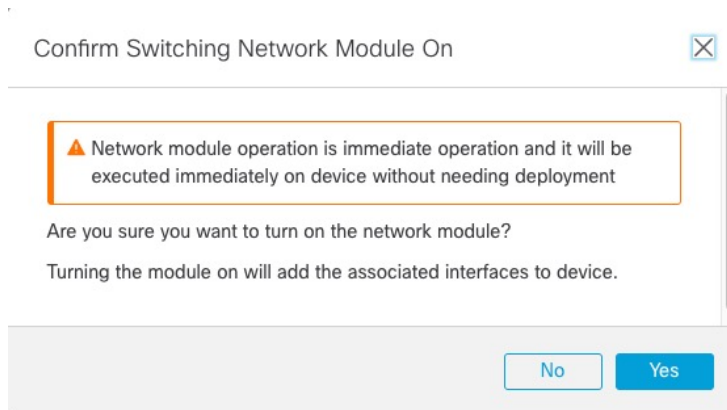 Confirm Switching Network Module On
Network module operation is immediate operation and it will be
executed immediately on device without needing deployment
Are you sure you want to turn on the network module?
Turning the module on will add the associated interfaces to device.
No
Yes